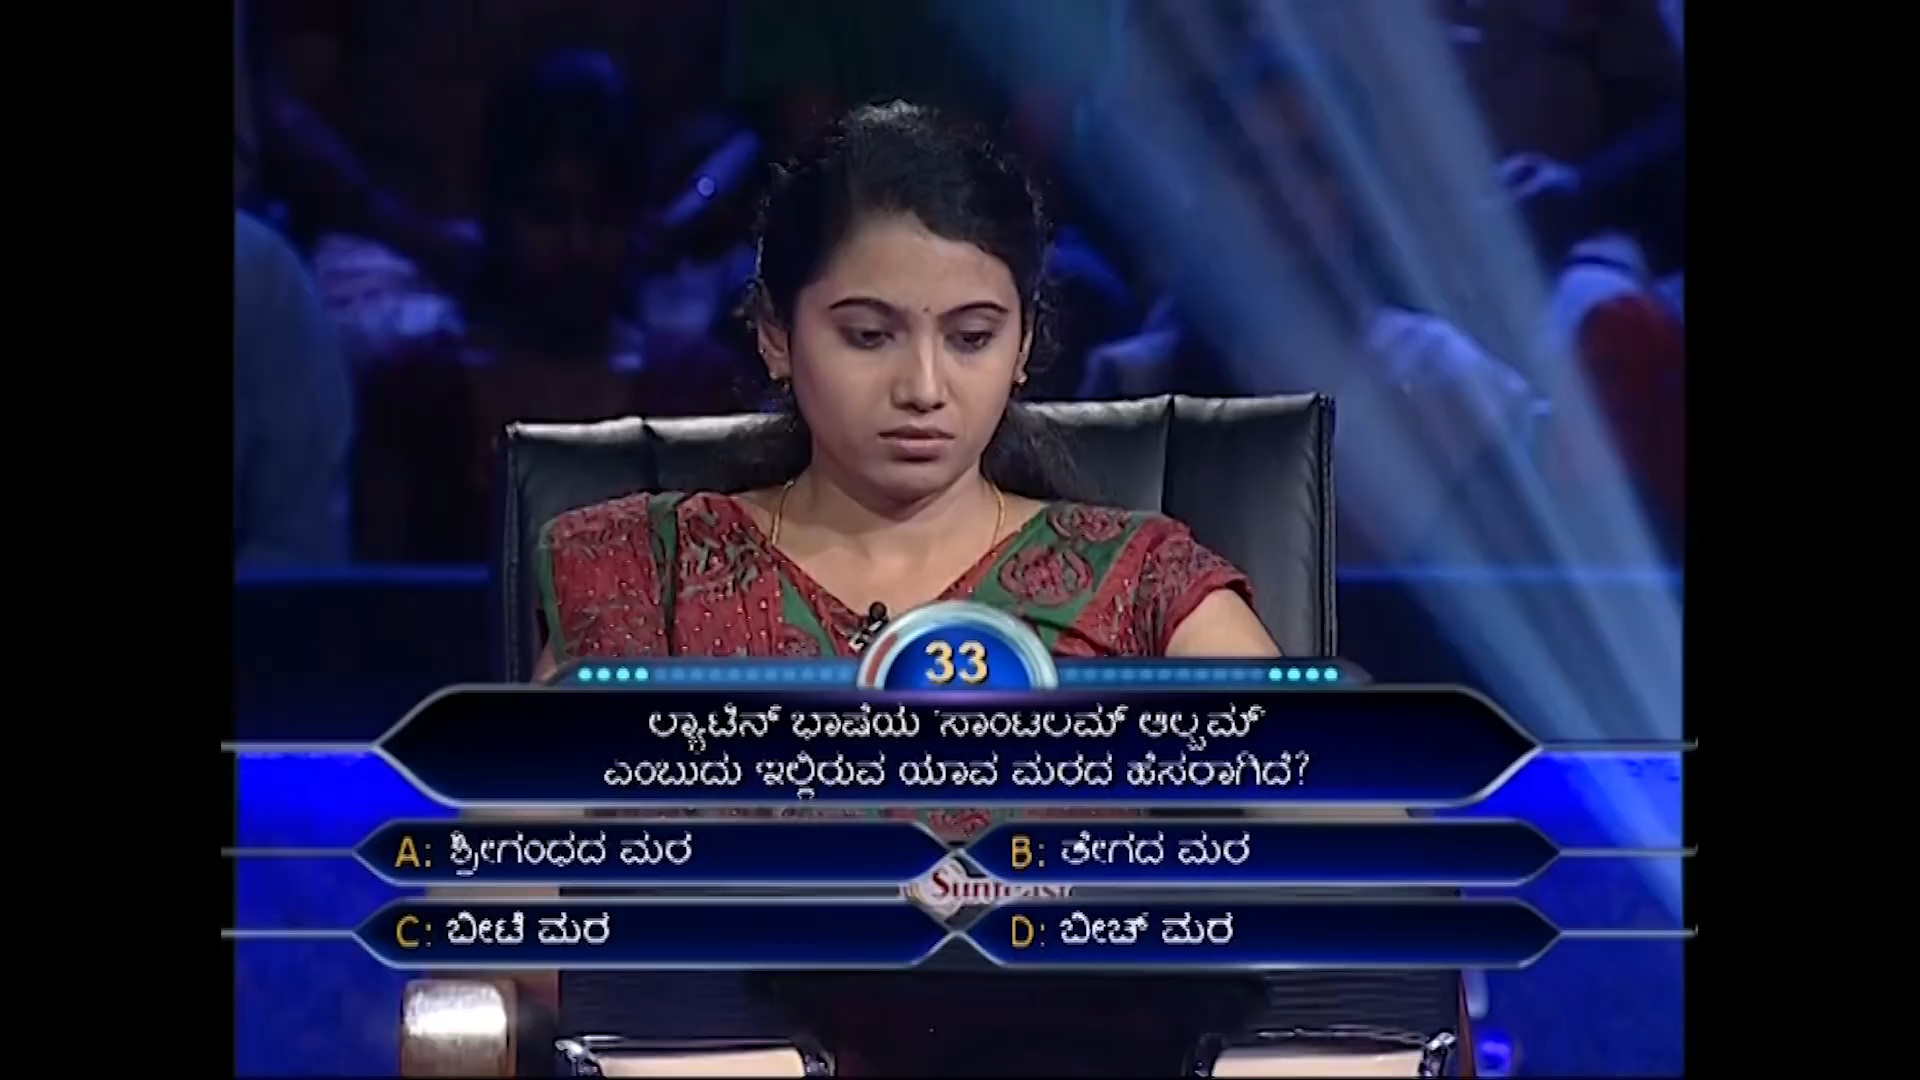 33
ಲ್ಯಾಟಿನ್ ಭಾಷೆಯ 'ಸಾಂಟಲಮ್ ಆಲ್ಬಮ್'
ಎಂಬುದು ಇಲ್ಲಿರುವ ಯಾವ ಮರದ ಹೆಸರಾಗಿದೆ?
A: ಶ್ರೀಗಂಧದ ಮರ
B: ತೇಗದ ಮರ
C: ಬೀಟೆ ಮರ
D: ಬೀಚ್ ಮರ